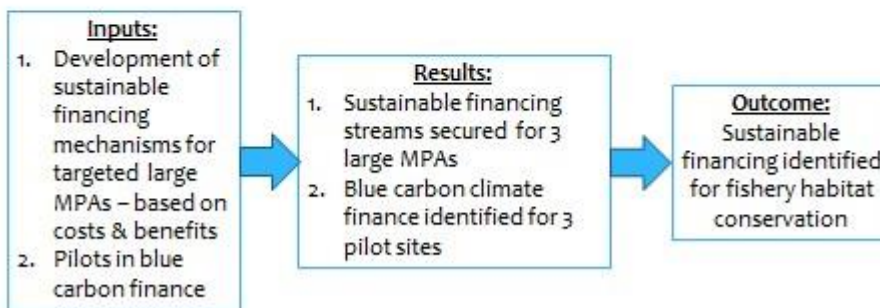 Inputs:
1. Development of
sustainable
financing
mechanisms for
targeted large
MPAs – based on
costs & benefits
2. Pilots in blue
carbon finance
Results:
1. Sustainable financing
streams secured for 3
large MPAs
2. Blue carbon climate
finance identified for 3
pilot sites
Outcome:
Sustainable
financing identified
for fishery habitat
conservation